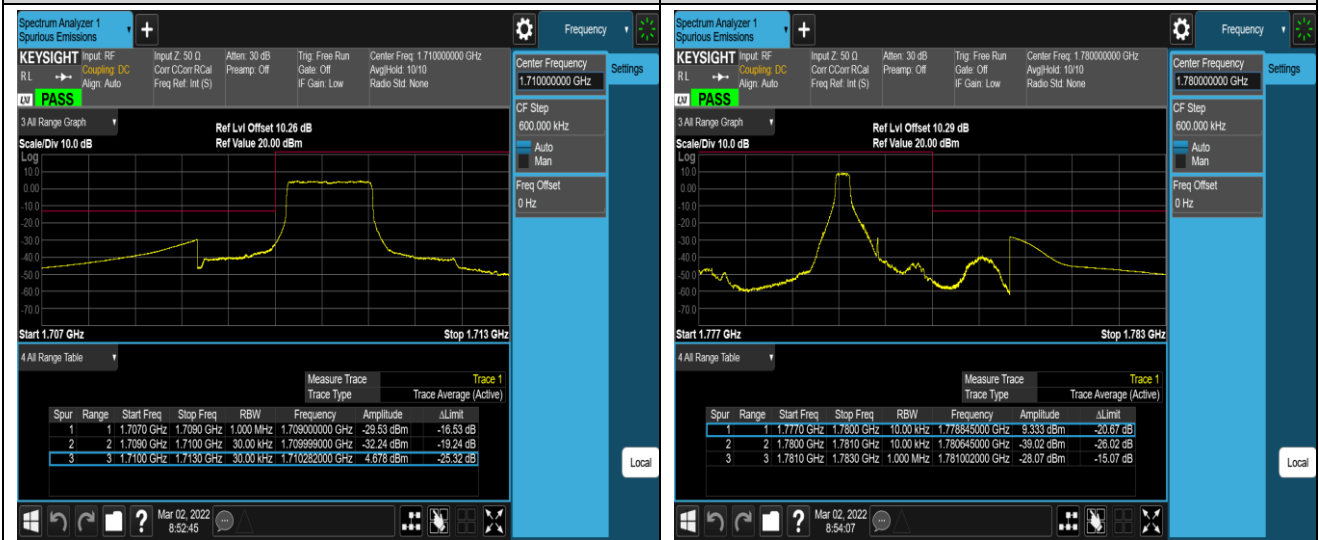 Spectrum Analyzer 1
Spurious Emissions
+
Frequency
KEYSIGHT Input: RF Input Z: 50 Ω Atten: 30 dB Trig: Free Run Center Freq: 1.710000000 GHz
Coupling: DC Corr CCorr RCal Preamp: Off Gate: Off Avg|Hold: 10/10
RL Align: Auto Freq Ref: Int (S) IF Gain: Low Radio Std: None
LXI PASS
Center Frequency
1.710000000 GHz
Settings
CF Step
600.000 kHz
Auto
Man
Freq Offset
0 Hz
3 All Range Graph
Ref Lvl Offset 10.26 dB
Scale/Div 10.0 dB Ref Value 20.00 dBm
Log
10.0
0.00
-10.0
-20.0
-30.0
-40.0
-50.0
-60.0
-70.0
Start 1.707 GHz Stop 1.713 GHz
4 All Range Table
Measure Trace Trace 1
Trace Type Trace Average (Active)
Spur Range Start Freq Stop Freq RBW Frequency Amplitude ΔLimit
1 1 1.7070 GHz 1.7090 GHz 1.000 MHz 1.709000000 GHz -29.53 dBm -16.53 dB
2 2 1.7090 GHz 1.7100 GHz 30.00 kHz 1.709999000 GHz -32.24 dBm -19.24 dB
3 3 1.7100 GHz 1.7130 GHz 30.00 kHz 1.710282000 GHz 4.678 dBm -25.32 dB
Local
? Mar 02, 2022
8:52:45
Spectrum Analyzer 1
Spurious Emissions
+
Frequency
KEYSIGHT Input: RF Input Z: 50 Ω Atten: 30 dB Trig: Free Run Center Freq: 1.780000000 GHz
Coupling: DC Corr CCorr RCal Preamp: Off Gate: Off Avg|Hold: 10/10
RL Align: Auto Freq Ref: Int (S) IF Gain: Low Radio Std: None
LXI PASS
Center Frequency
1.780000000 GHz
Settings
CF Step
600.000 kHz
Auto
Man
Freq Offset
0 Hz
3 All Range Graph
Ref Lvl Offset 10.29 dB
Scale/Div 10.0 dB Ref Value 20.00 dBm
Log
10.0
0.00
-10.0
-20.0
-30.0
-40.0
-50.0
-60.0
-70.0
Start 1.777 GHz Stop 1.783 GHz
4 All Range Table
Measure Trace Trace 1
Trace Type Trace Average (Active)
Spur Range Start Freq Stop Freq RBW Frequency Amplitude ΔLimit
1 1 1.7770 GHz 1.7800 GHz 10.00 kHz 1.778845000 GHz 9.333 dBm -20.67 dB
2 2 1.7800 GHz 1.7810 GHz 10.00 kHz 1.780645000 GHz -39.02 dBm -26.02 dB
3 3 1.7810 GHz 1.7830 GHz 1.000 MHz 1.781002000 GHz -28.07 dBm -15.07 dB
Local
? Mar 02, 2022
8:54:07